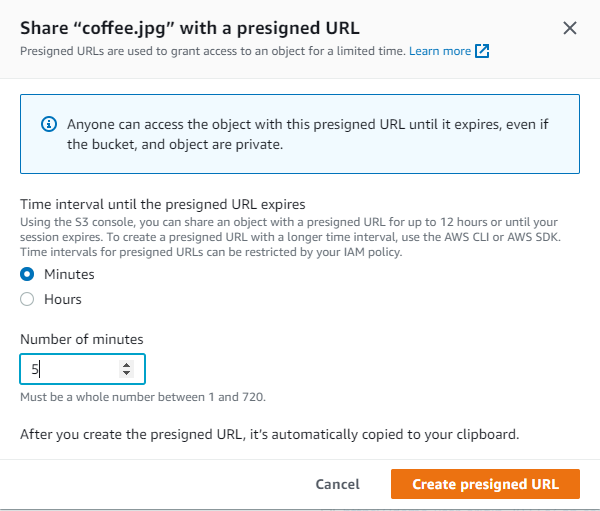 Share “coffee.jpg” with a presigned URL
Presigned URLs are used to grant access to an object for a limited time. Learn more
Anyone can access the object with this presigned URL until it expires, even if
the bucket, and object are private.
Time interval until the presigned URL expires
Using the S3 console, you can share an object with a presigned URL for up to 12 hours or until your
session expires. To create a presigned URL with a longer time interval, use the AWS CLI or AWS SDK.
Time intervals for presigned URLs can be restricted by your IAM policy.
Minutes
Hours
Number of minutes
5
Must be a whole number between 1 and 720.
After you create the presigned URL, it’s automatically copied to your clipboard.
Cancel Create presigned URL